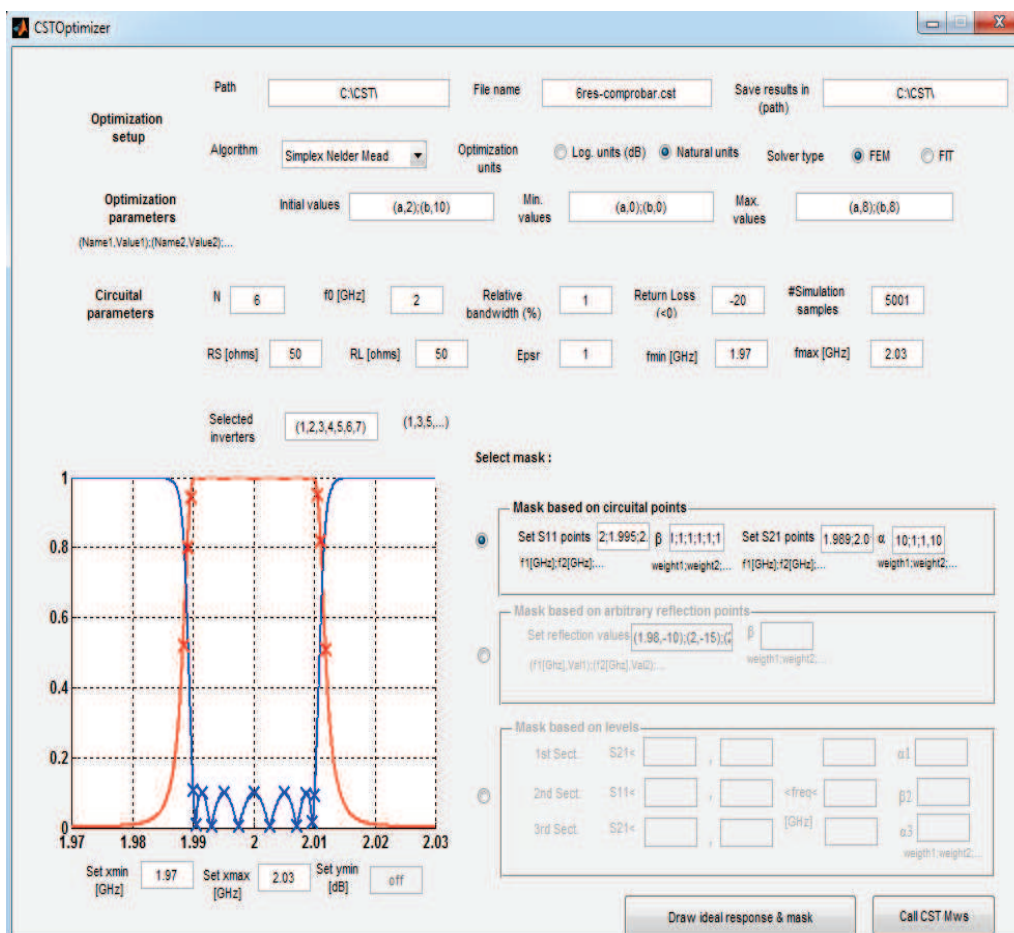 CSTOptimizer
Optimization setup
Path C:\CST\ File name 6res-comprobar.cst Save results in (path) C:\CST\
Algorithm Simplex Nelder Mead Optimization units Log. units (dB) Natural units Solver type FEM FIT
Optimization parameters
(Name1,Value1);(Name2,Value2);...
Initial values (a,2);(b,10) Min. values (a,0);(b,0) Max. values (a,8);(b,8)
Circuital parameters
N 6 f0 [GHz] 2 Relative bandwidth (%) 1 Return Loss (<0) -20 #Simulation samples 5001
RS [ohms] 50 RL [ohms] 50 Epsr 1 fmin [GHz] 1.97 fmax [GHz] 2.03
Selected inverters (1,2,3,4,5,6,7) (1,3,5,...)
1
0.8
0.6
0.4
0.2
0
1.97 1.98 1.99 2 2.01 2.02 2.03
Set xmin [GHz] 1.97 Set xmax [GHz] 2.03 Set ymin [dB] off
Select mask :
Mask based on circuital points
Set S11 points 2;1.995;2. β ;1;1;1;1;1 Set S21 points 1.989;2.0 α 10;1;1,10
f1[GHz];f2[GHz];... weight1;weight2;... f1[GHz];f2[GHz];... weight1;weight2;...
Mask based on arbitrary reflection points
Set reflection values (1.98,-10);(2,-15);( β
(f1[Ghz],Val1);(f2[Ghz],Val2);... weigth1;weight2;...
Mask based on levels
1st Sect. S21< , α1
2nd Sect. S11< , <freq< β2
[GHz]
3rd Sect. S21< , α3
weigth1;weight2;...
Draw ideal response & mask Call CST Mws